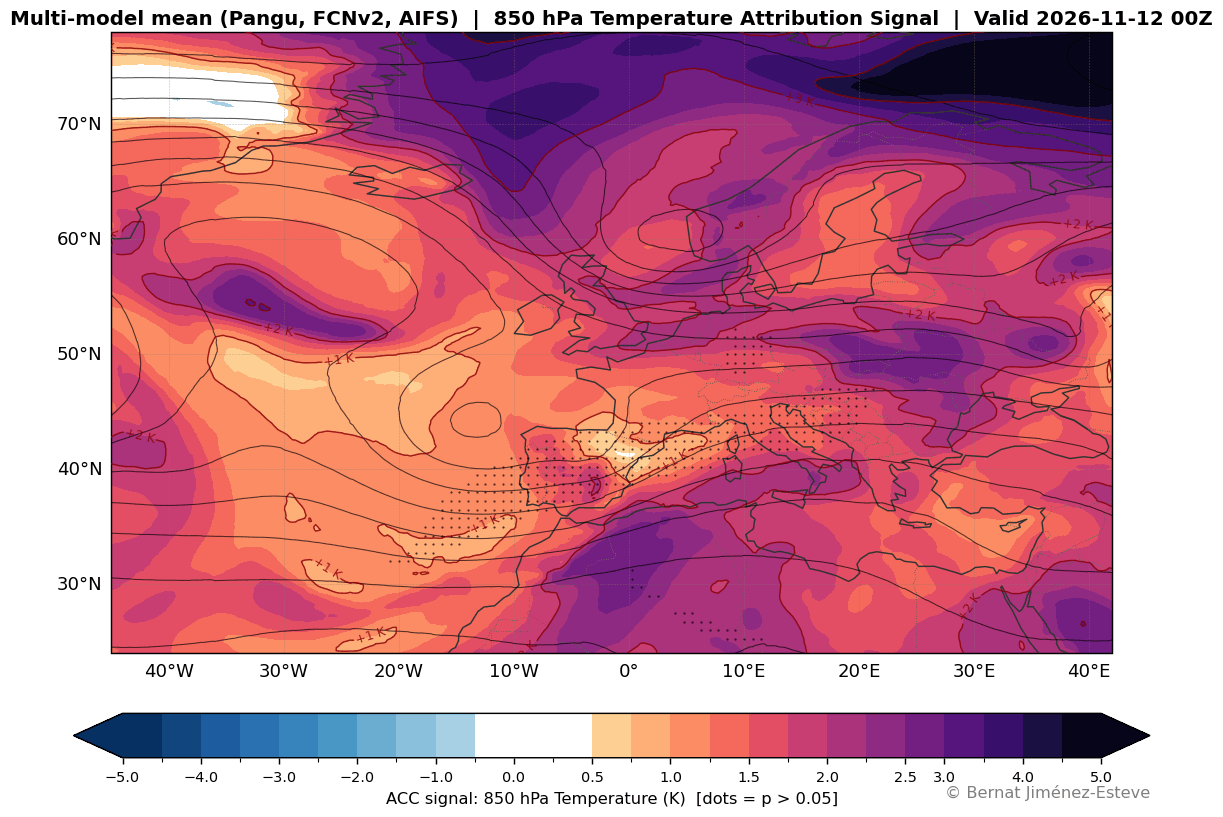 Multi-model mean (Pangu, FCNv2, AIFS) | 850 hPa Temperature Attribution Signal | Valid 2026-11-12 00Z
+3 K
70°N
60°N
+2 K
+2 K
+2 K
+2 K
+1 K
50°N
+2 K
40°N
+1 K
+1 K
+1 K
30°N
+2 K
+1 K
40°W 30°W 20°W 10°W 0° 10°E 20°E 30°E 40°E
−5.0 −4.0 −3.0 −2.0 −1.0 0.0 0.5 1.0 1.5 2.0 2.5 3.0 4.0 5.0
ACC signal: 850 hPa Temperature (K) [dots = p > 0.05]
© Bernat Jiménez-Esteve